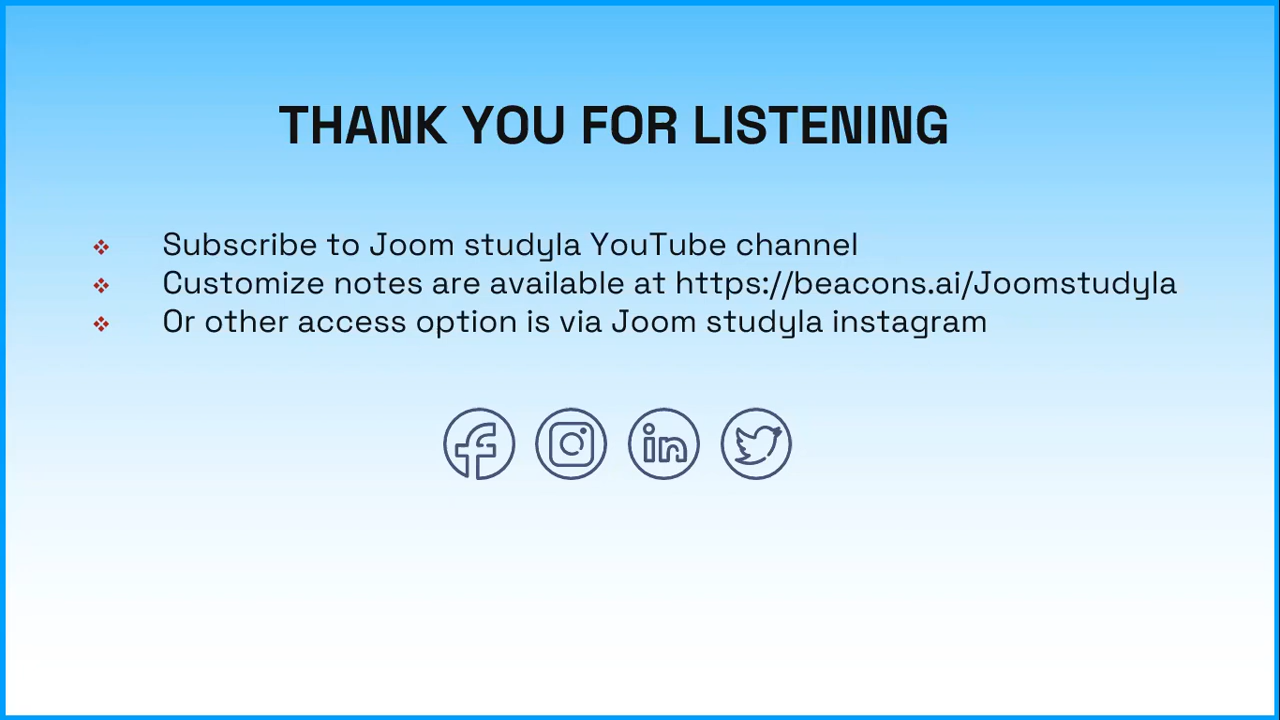 THANK YOU FOR LISTENING
Subscribe to Joom studyla YouTube channel
Customize notes are available at https://beacons.ai/Joomstudyla
Or other access option is via Joom studyla instagram